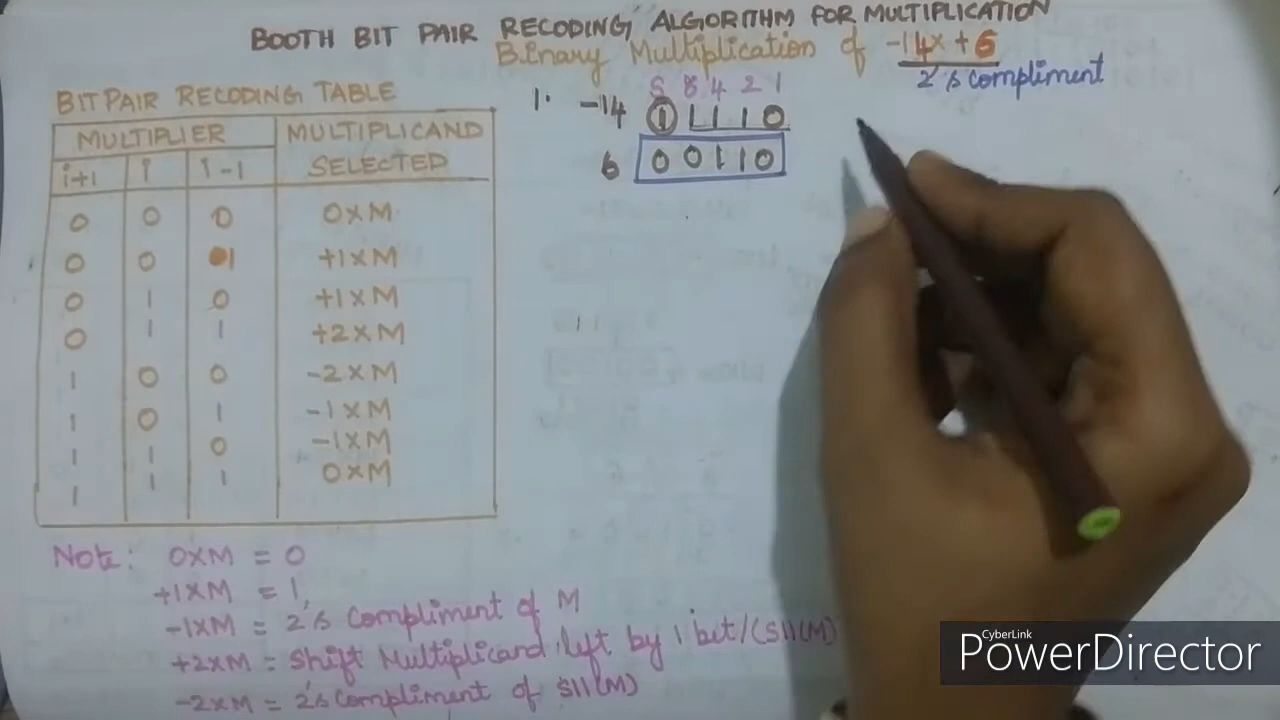 BOOTH BIT PAIR RECODING ALGORITHM FOR MULTIPLICATION
Binary Multiplication of -14x+6
2's compliment
BIT PAIR RECODING TABLE
MULTIPLIER MULTIPLICAND SELECTED
i+1 i i-1
0 0 0 0×M
0 0 1 +1×M
0 1 0 +1×M
0 1 1 +2×M
1 0 0 -2×M
1 0 1 -1×M
1 1 0 -1×M
1 1 1 0×M
S 8 4 2 1
1. -14 1 1 1 1 0
6 0 0 1 1 0
Note: 0×M = 0
+1×M = 1
-1×M = 2's Compliment of M
+2×M = Shift Multiplicand left by 1 bit/(Sll(M)
-2×M = 2's Compliment of Sll(M)
CyberLink
PowerDirector